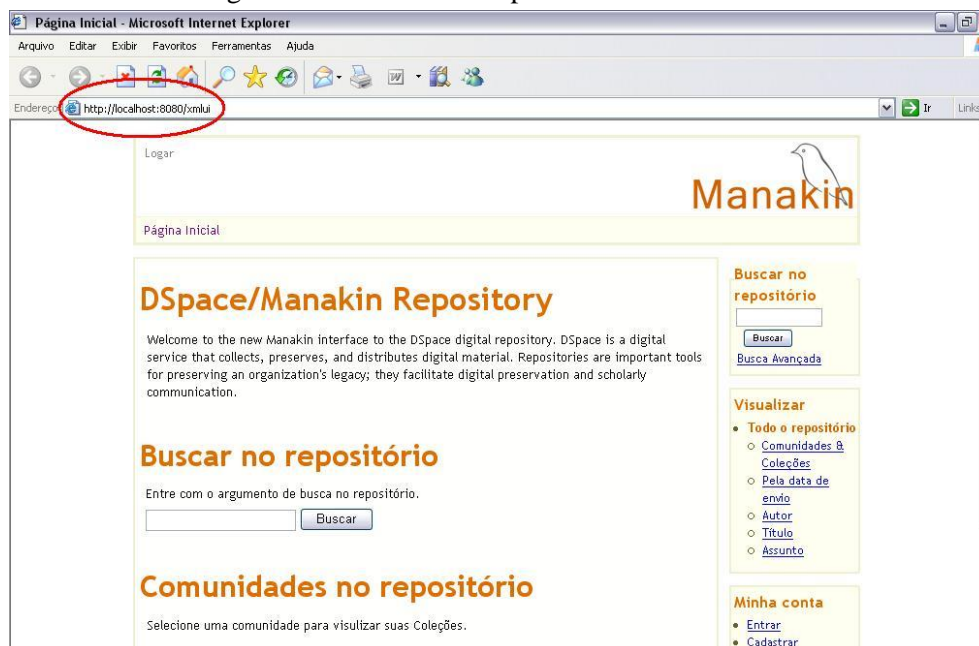 Página Inicial - Microsoft Internet Explorer
Arquivo Editar Exibir Favoritos Ferramentas Ajuda
Endereço http://localhost:8080/xmlui Ir Links
Logar
Manakin
Página Inicial
DSpace/Manakin Repository
Welcome to the new Manakin interface to the DSpace digital repository. DSpace is a digital
service that collects, preserves, and distributes digital material. Repositories are important tools
for preserving an organization's legacy; they facilitate digital preservation and scholarly
communication.
Buscar no repositório
Entre com o argumento de busca no repositório.
Buscar
Comunidades no repositório
Selecione uma comunidade para visulizar suas Coleções.
Buscar no
repositório
Buscar
Busca Avançada
Visualizar
Todo o repositório
Comunidades &
Coleções
Pela data de
envio
Autor
Título
Assunto
Minha conta
Entrar
Cadastrar